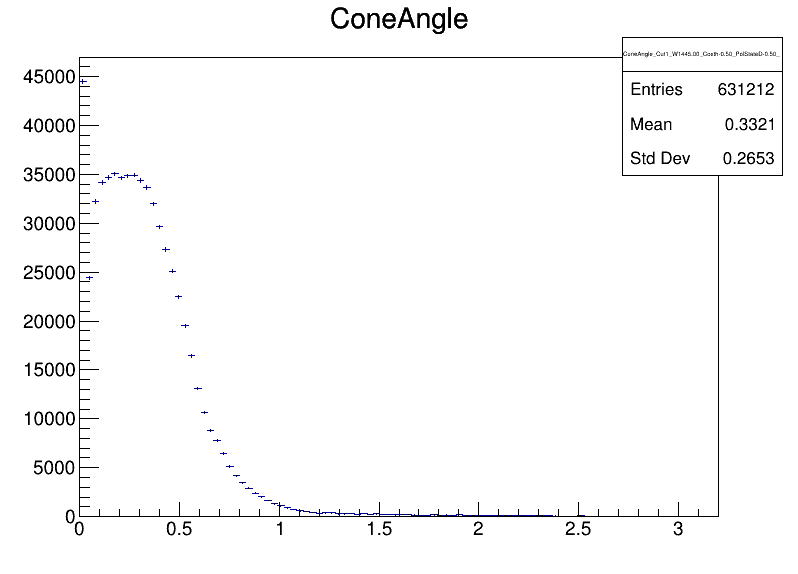 ConeAngle
ConeAngle_Cut1_W1445.00_Costh-0.50_PolStateD-0.50_
Entries 631212
Mean 0.3321
Std Dev 0.2653
45000
40000
35000
30000
25000
20000
15000
10000
5000
0
0 0.5 1 1.5 2 2.5 3